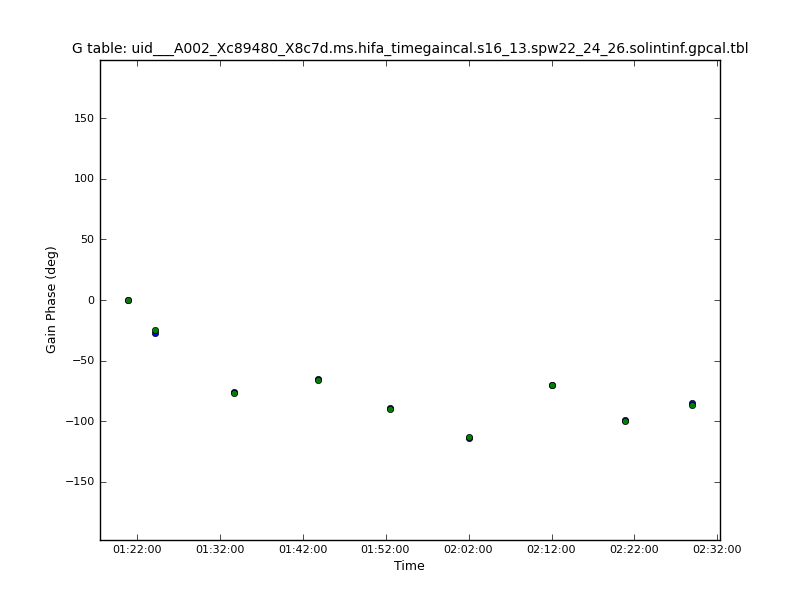 G table: uid___A002_Xc89480_X8c7d.ms.hifa_timegaincal.s16_13.spw22_24_26.solintinf.gpcal.tbl
150
100
50
0
−50
−100
−150
Gain Phase (deg)
01:22:00 01:32:00 01:42:00 01:52:00 02:02:00 02:12:00 02:22:00 02:32:00
Time